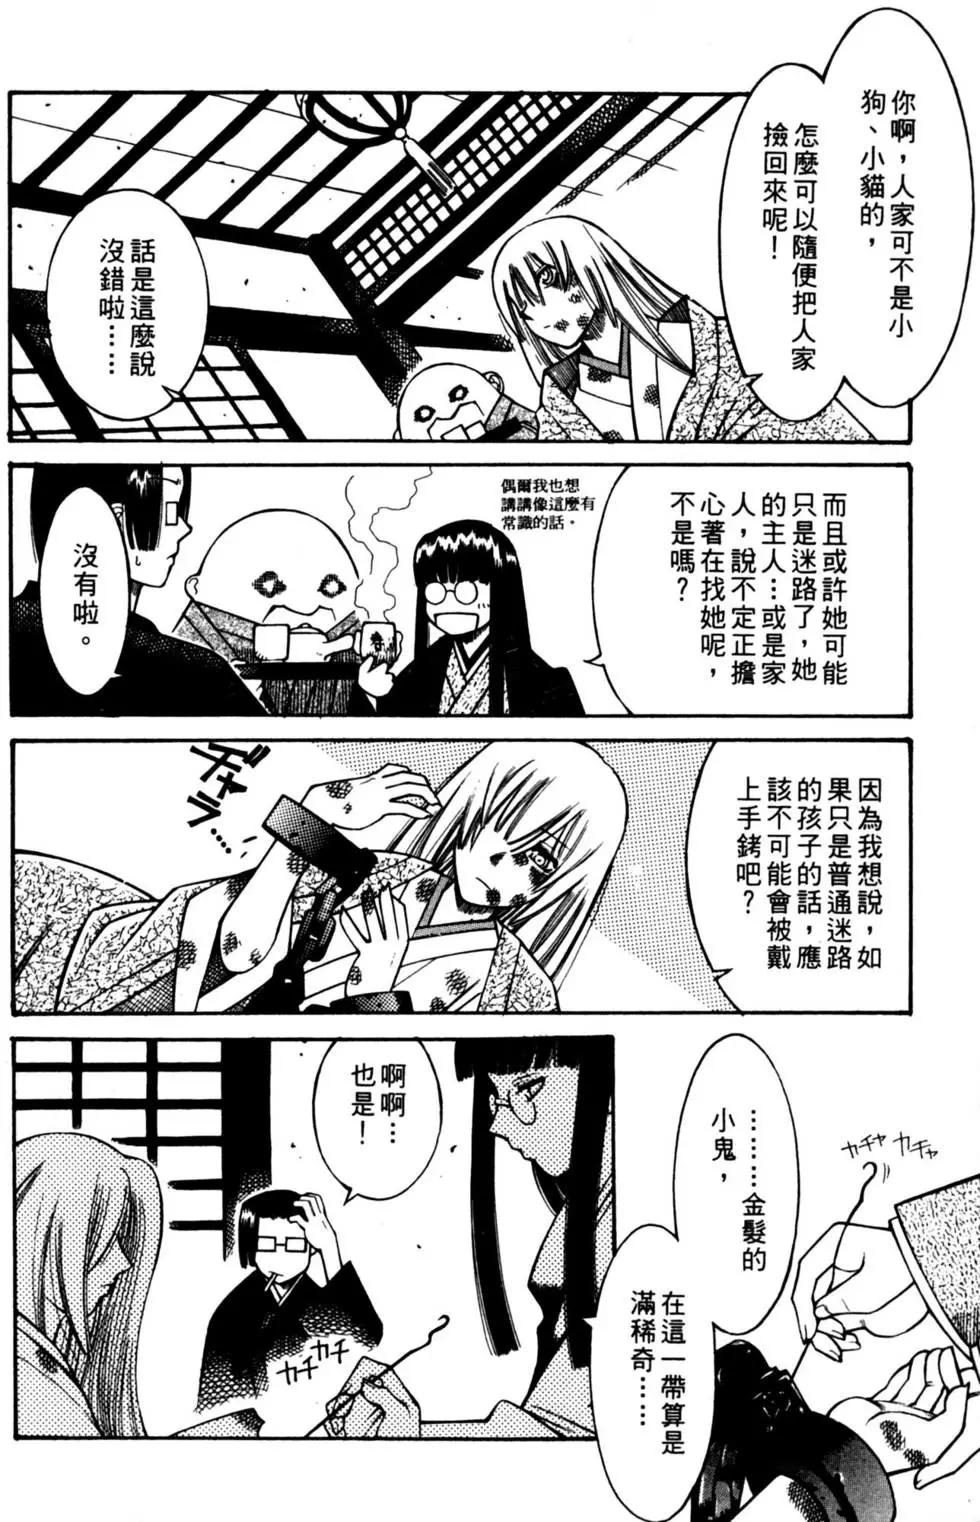 你啊，人家可不是小
狗、小貓的，
怎麼可以隨便把人家
撿回來呢！
話是這麼說
沒錯啦……
而且或許她可能
只是迷路了，她
的主人…或是家
人，說不定正擔
心著在找她呢，
不是嗎？
偶爾我也想
講講像這麼有
常識的話。
沒有啦。
因為我想說，如
果只是普通迷路
的孩子的話，應
該不可能會被戴
上手銬吧？
チャラ……
………金髮的
小鬼，
在這一帶算是
滿稀奇……
カチャカチャ
啊啊…
也是！
カチカチ